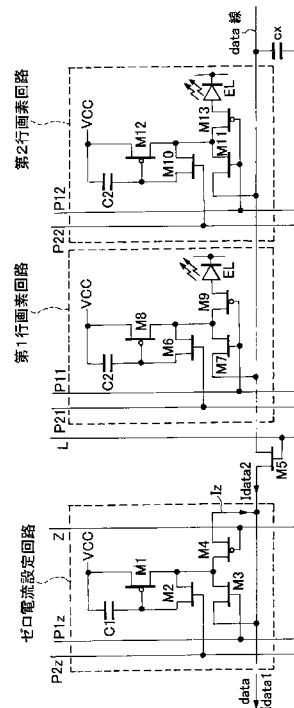 ゼロ電流設定回路
第1行画素回路
第2行画素回路
P2z
P1z
Z
L
P21
P11
P22
P12
VCC
VCC
VCC
C1
C2
C2
M1
M8
M12
M2
M6
M10
M3
M4
M7
M9
M11
M13
EL
EL
Iz
M5
data
Idata1
Idata2
data 線
cx